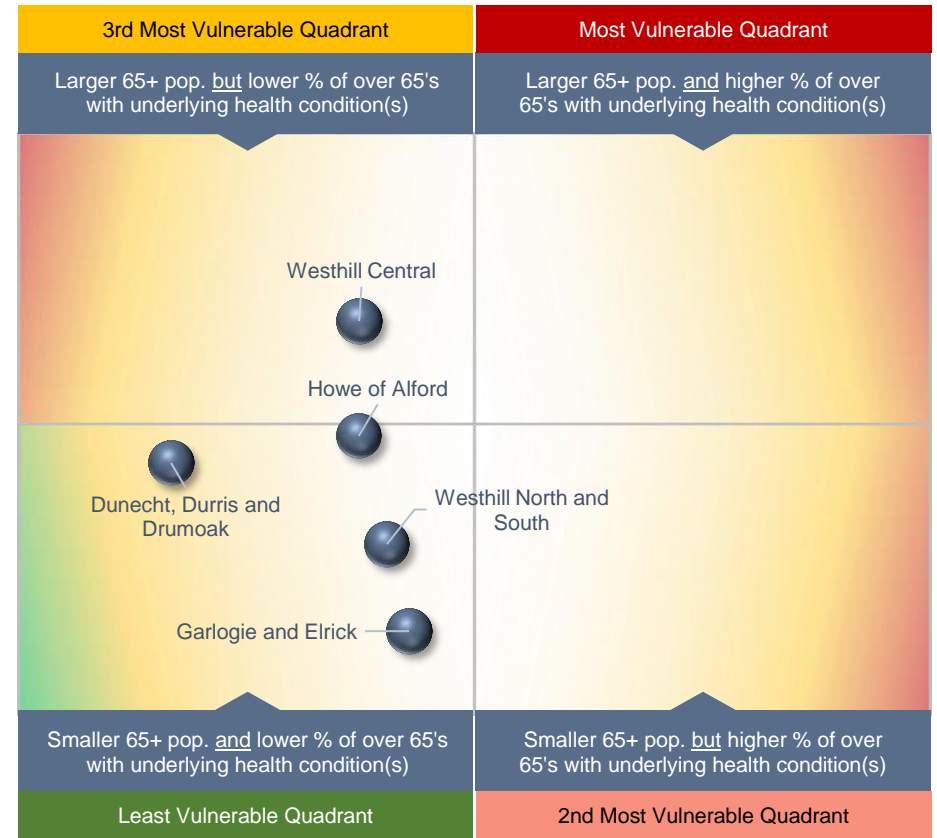 3rd Most Vulnerable Quadrant
Most Vulnerable Quadrant
Larger 65+ pop. but lower % of over 65's
with underlying health condition(s)
Larger 65+ pop. and higher % of over
65's with underlying health condition(s)
Westhill Central
Howe of Alford
Dunecht, Durris and
Drumoak
Westhill North and
South
Garlogie and Elrick
Smaller 65+ pop. and lower % of over 65's
with underlying health condition(s)
Smaller 65+ pop. but higher % of over
65's with underlying health condition(s)
Least Vulnerable Quadrant
2nd Most Vulnerable Quadrant